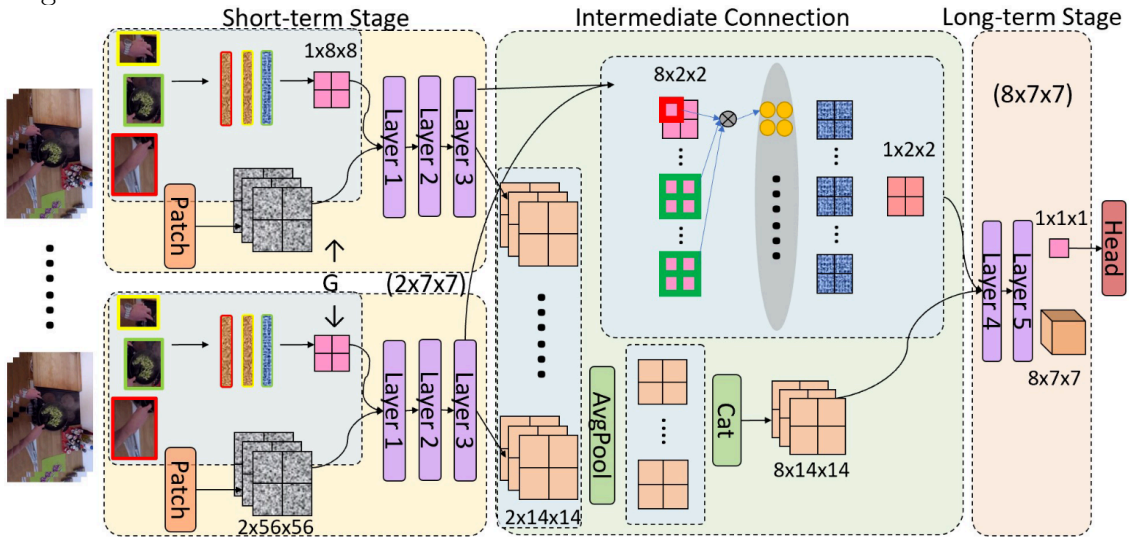 Short-term Stage
Intermediate Connection
Long-term Stage
1x8x8
Layer 1
Layer 2
Layer 3
Patch
G
(2x7x7)
Layer 1
Layer 2
Layer 3
Patch
2x56x56
8x2x2
1x2x2
2x14x14
AvgPool
Cat
8x14x14
(8x7x7)
Layer 4
Layer 5
1x1x1
Head
8x7x7